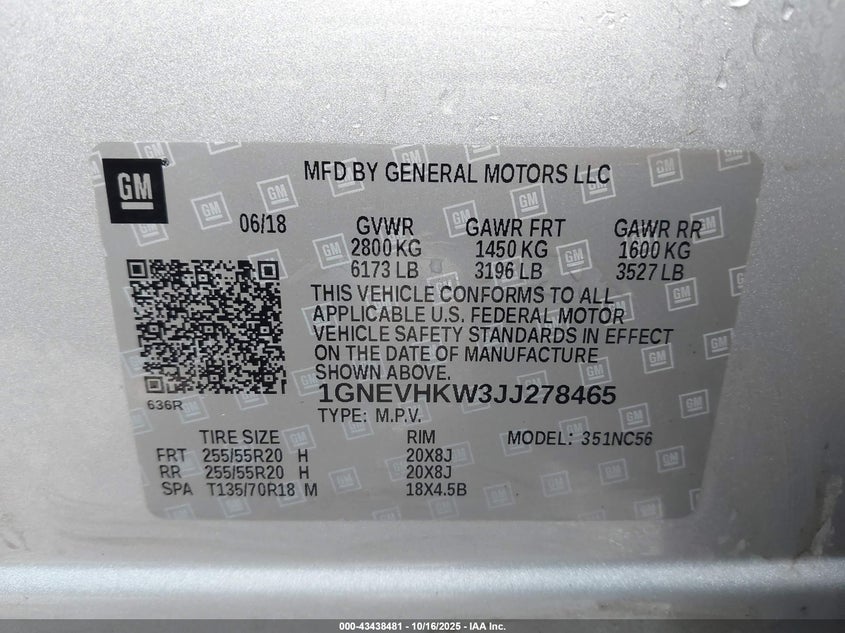 GM
MFD BY GENERAL MOTORS LLC
06/18 GVWR GAWR FRT GAWR RR
2800 KG 1450 KG 1600 KG
6173 LB 3196 LB 3527 LB
THIS VEHICLE CONFORMS TO ALL
APPLICABLE U.S. FEDERAL MOTOR
VEHICLE SAFETY STANDARDS IN EFFECT
ON THE DATE OF MANUFACTURE
SHOWN ABOVE.
1GNEVHKW3JJ278465
636R
TYPE: M.P.V.
TIRE SIZE RIM MODEL: 351NC56
FRT 255/55R20 H 20X8J
RR 255/55R20 H 20X8J
SPA T135/70R18 M 18X4.5B
000-43438481 - 10/16/2025 - IAA Inc.